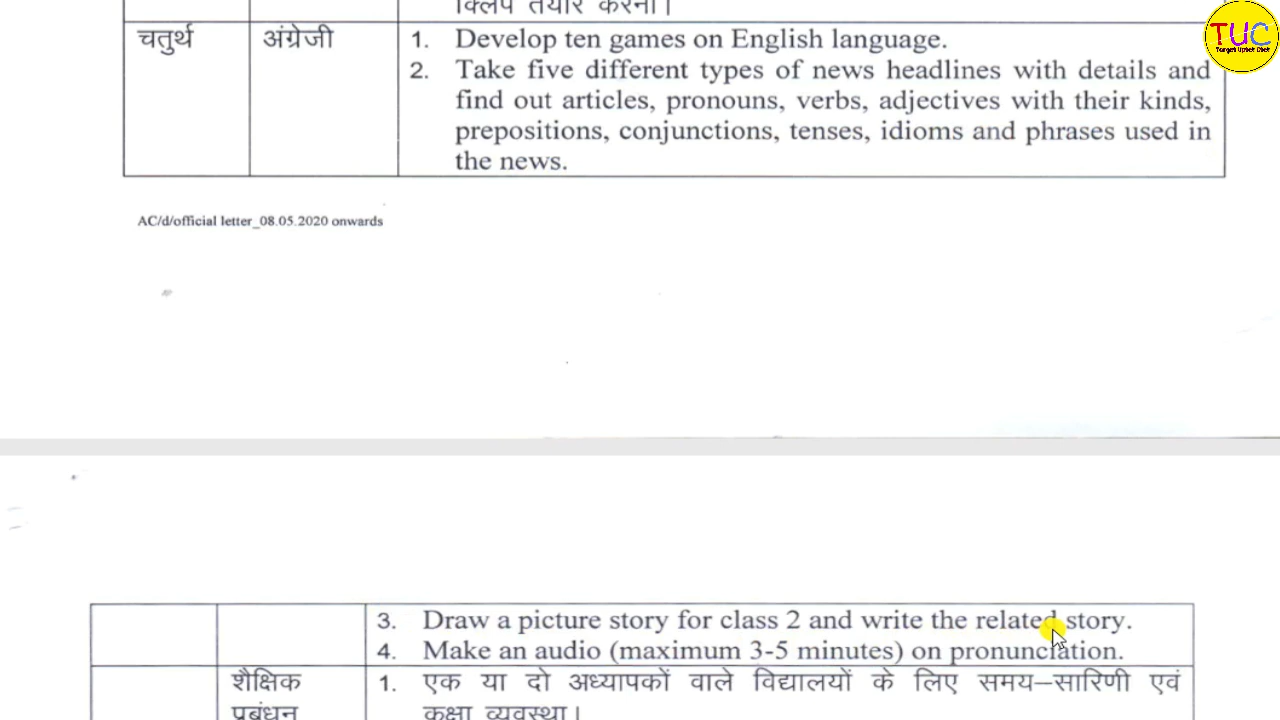 क्लिप तैयार करना।
TUC
Target Uptet Ctet
चतुर्थ अंग्रेजी 1. Develop ten games on English language.
2. Take five different types of news headlines with details and
find out articles, pronouns, verbs, adjectives with their kinds,
prepositions, conjunctions, tenses, idioms and phrases used in
the news.
AC/d/official letter_08.05.2020 onwards
3. Draw a picture story for class 2 and write the related story.
4. Make an audio (maximum 3-5 minutes) on pronunciation.
शैक्षिक 1. एक या दो अध्यापकों वाले विद्यालयों के लिए समय–सारिणी एवं
प्रबंधन कक्षा व्यवस्था।